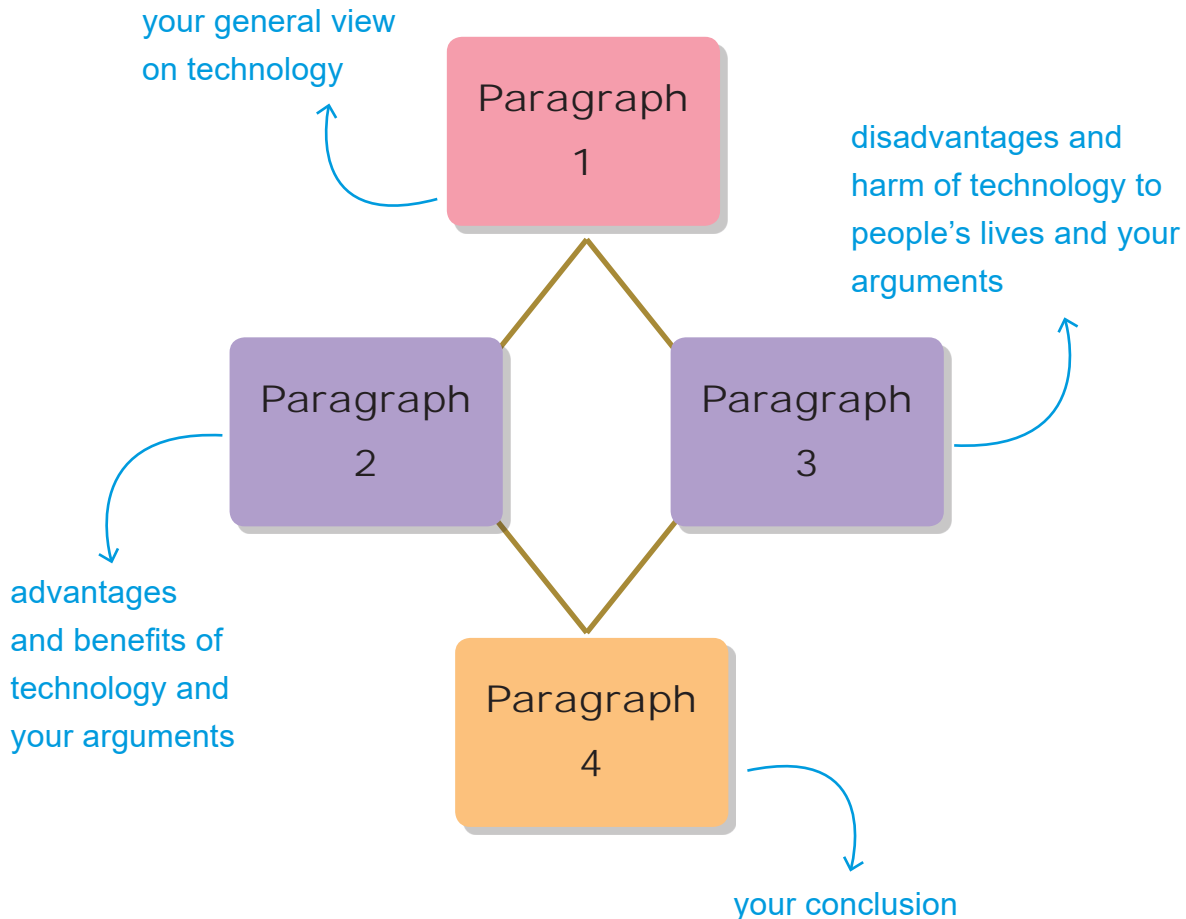 your general view
on technology
Paragraph
1
disadvantages and
harm of technology to
people’s lives and your
arguments
Paragraph
2
Paragraph
3
advantages
and benefits of
technology and
your arguments
Paragraph
4
your conclusion